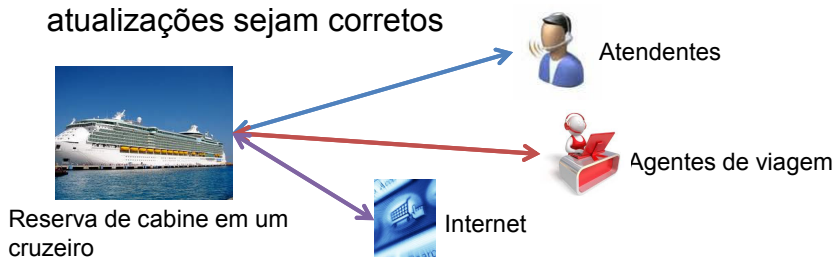 atualizações sejam corretos
Atendentes
Agentes de viagem
Reserva de cabine em um
cruzeiro
Internet